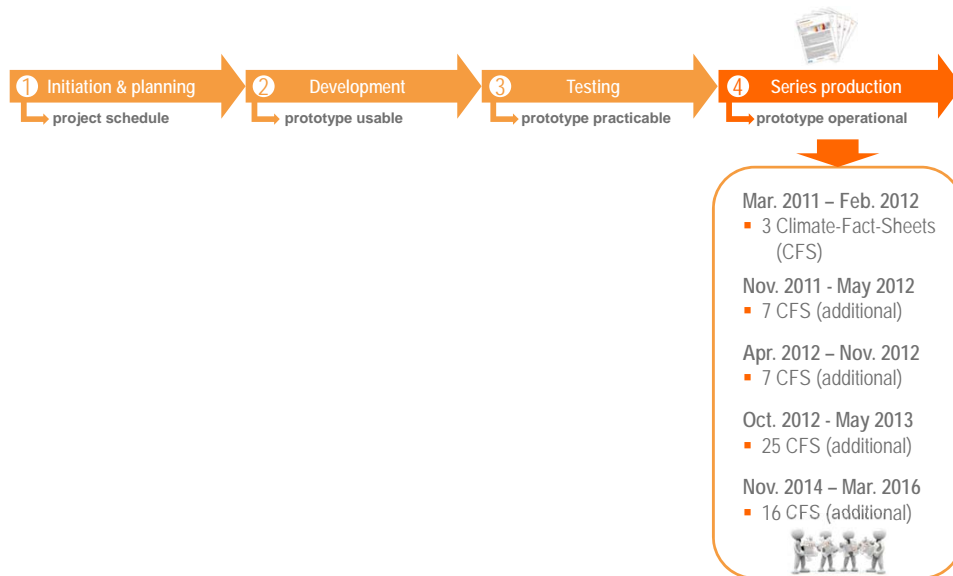 1 Initiation & planning
project schedule
2 Development
prototype usable
3 Testing
prototype practicable
4 Series production
prototype operational
Mar. 2011 – Feb. 2012
▪ 3 Climate-Fact-Sheets
(CFS)
Nov. 2011 - May 2012
▪ 7 CFS (additional)
Apr. 2012 – Nov. 2012
▪ 7 CFS (additional)
Oct. 2012 - May 2013
▪ 25 CFS (additional)
Nov. 2014 – Mar. 2016
▪ 16 CFS (additional)